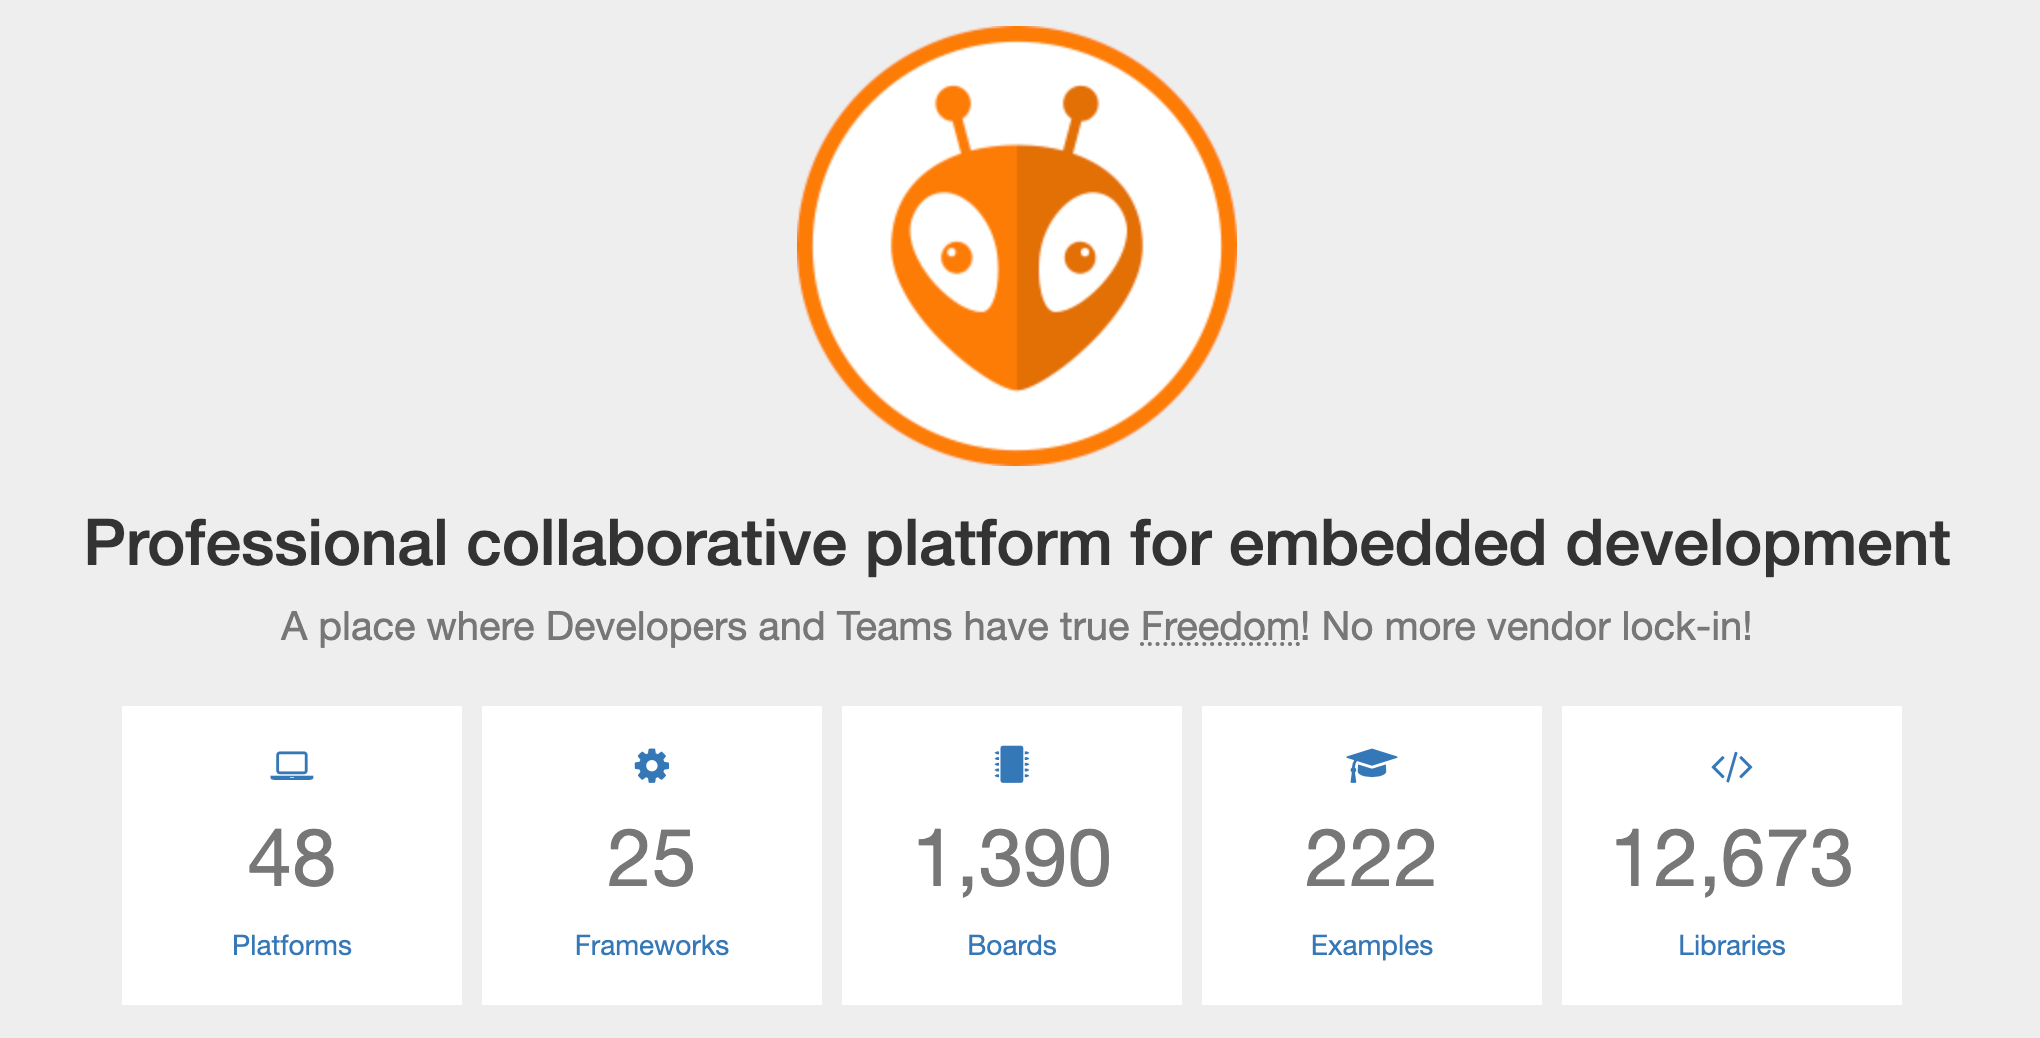 Professional collaborative platform for embedded development
A place where Developers and Teams have true Freedom! No more vendor lock-in!
48
Platforms
25
Frameworks
1,390
Boards
222
Examples
12,673
Libraries